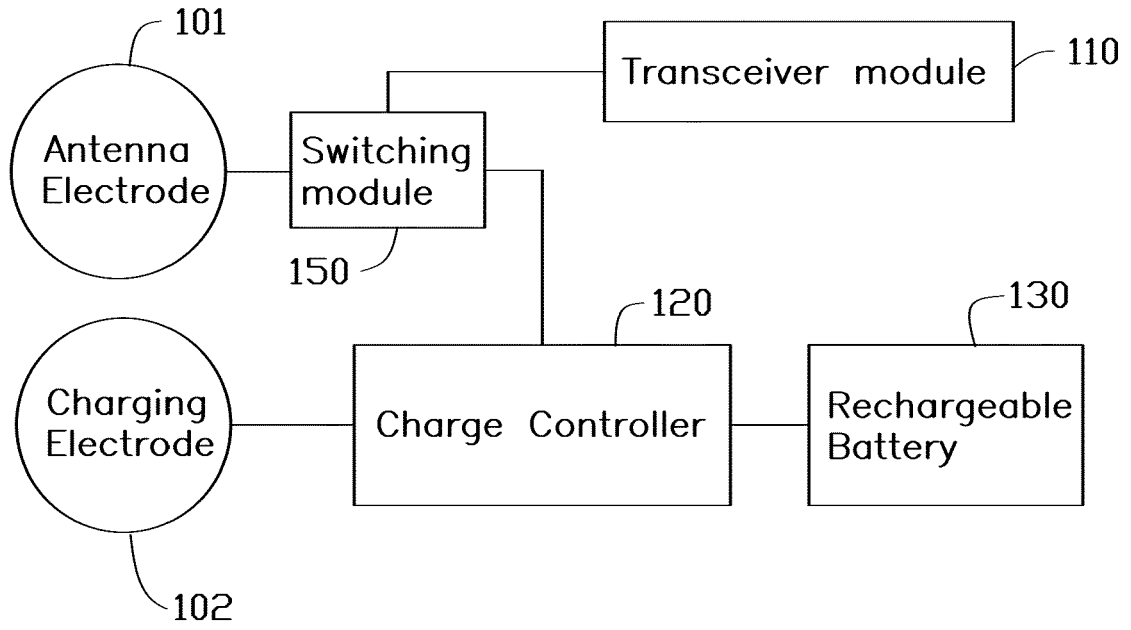 101
Transceiver module
110
Antenna
Electrode
Switching
module
150
120
130
Charging
Electrode
Charge Controller
Rechargeable
Battery
102